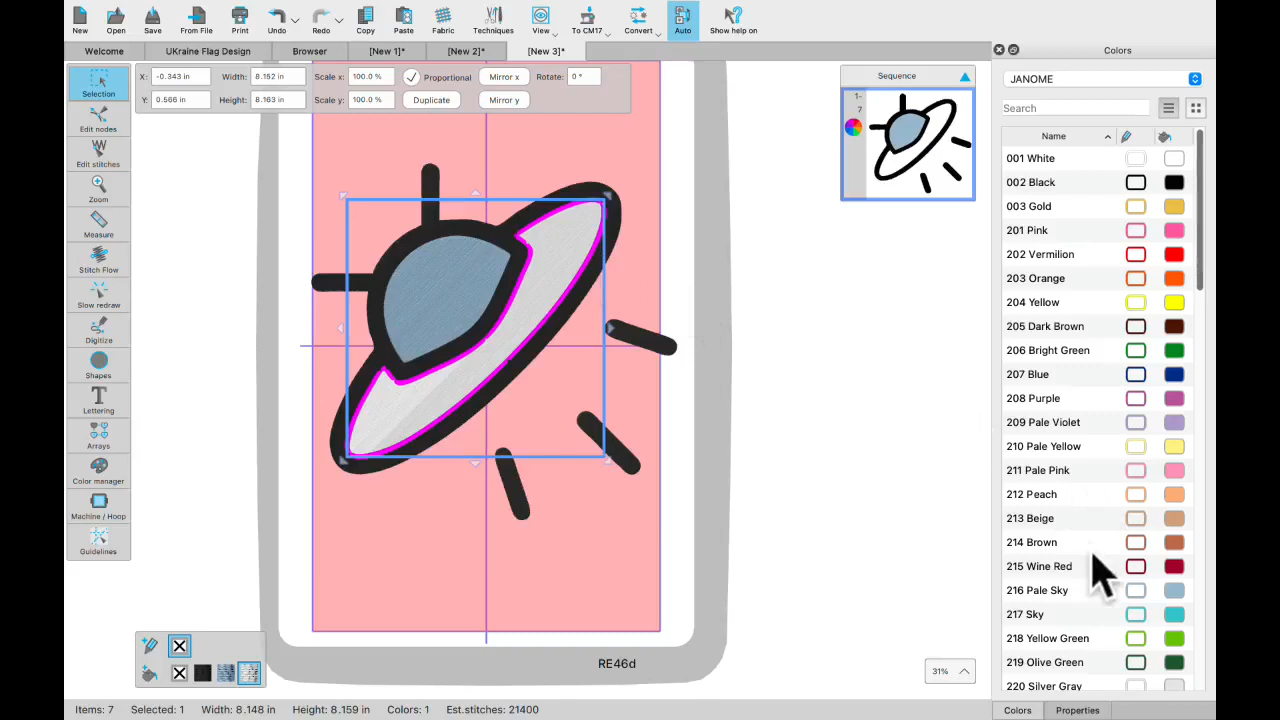 New Open Save From File Print Undo Redo Copy Paste Fabric Techniques View To CM17 Convert Auto Show help on
Welcome UKraine Flag Design Browser [New 1]* [New 2]* [New 3]*
X: -0.343 in Width: 8.152 in Scale x: 100.0 % Proportional Mirror x Rotate: 0 °
Y: 0.566 in Height: 8.163 in Scale y: 100.0 % Duplicate Mirror y
Selection
Edit nodes
Edit stitches
Zoom
Measure
Stitch Flow
Slow redraw
Digitize
Shapes
Lettering
Arrays
Color manager
Machine / Hoop
Guidelines
RE46d
31%
Sequence
1-
7
Colors
JANOME
Search
Name
001 White
002 Black
003 Gold
201 Pink
202 Vermilion
203 Orange
204 Yellow
205 Dark Brown
206 Bright Green
207 Blue
208 Purple
209 Pale Violet
210 Pale Yellow
211 Pale Pink
212 Peach
213 Beige
214 Brown
215 Wine Red
216 Pale Sky
217 Sky
218 Yellow Green
219 Olive Green
220 Silver Gray
Items: 7 Selected: 1 Width: 8.148 in Height: 8.159 in Colors: 1 Est.stitches: 21400
Colors Properties